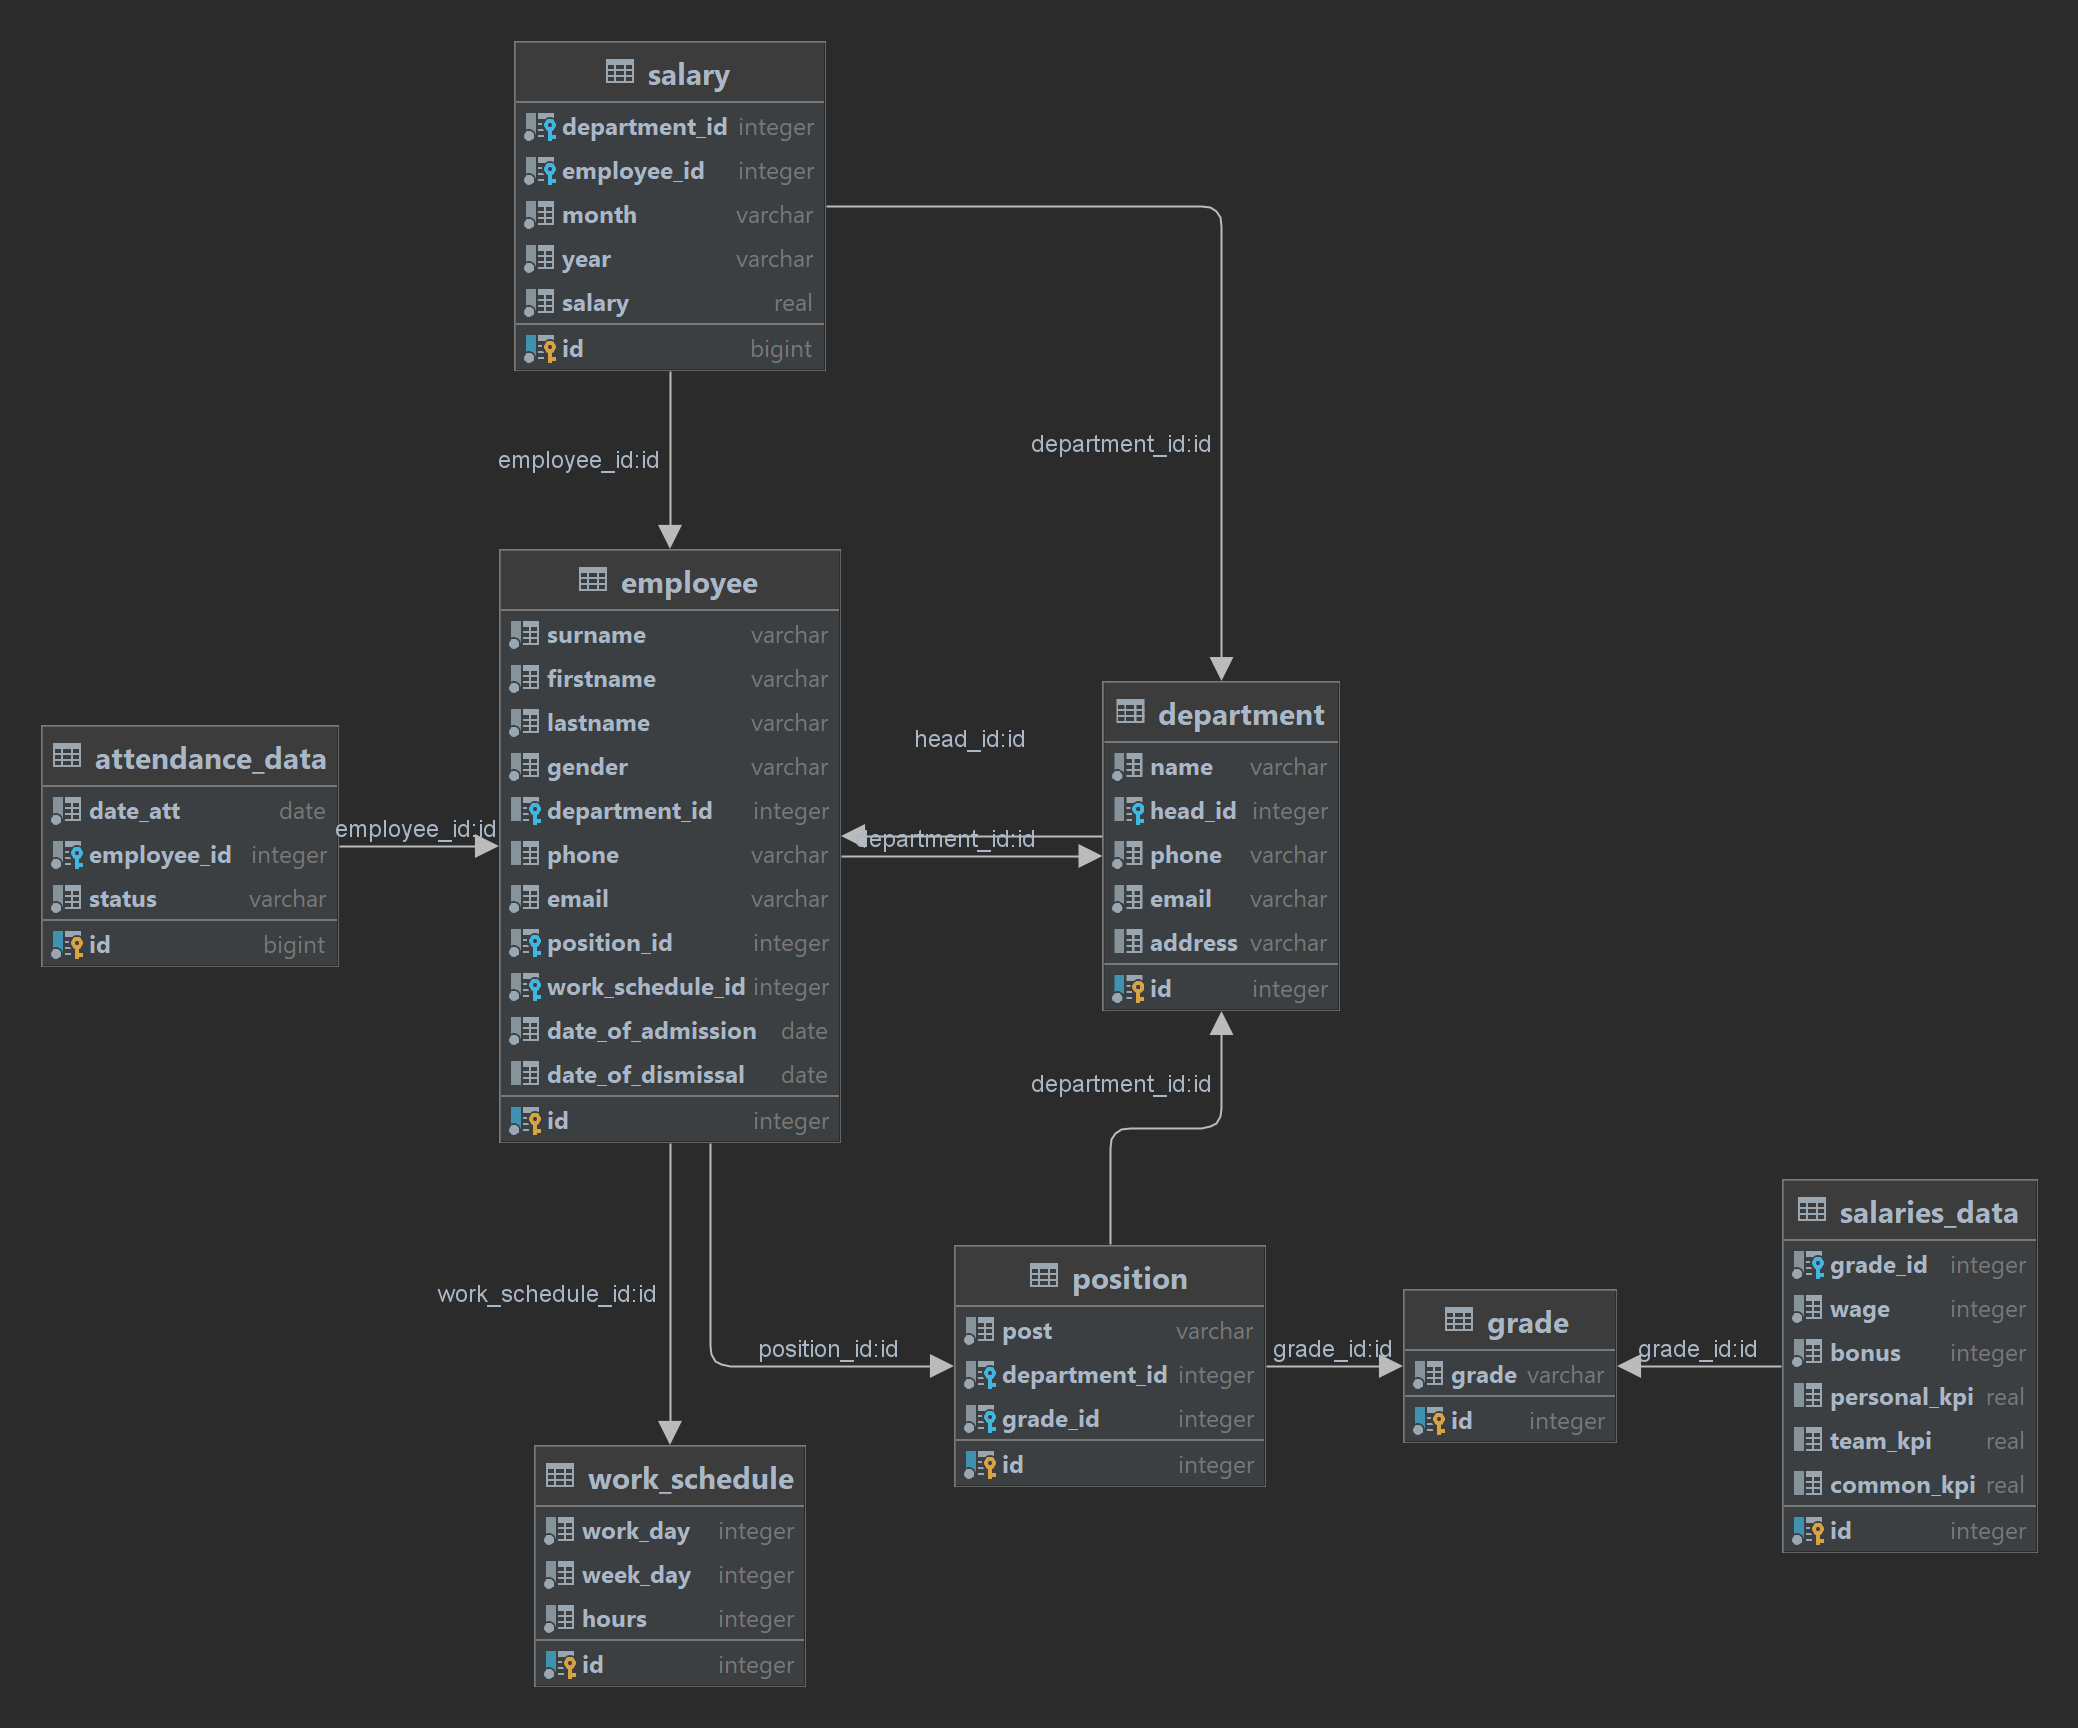 salary
department_id integer
employee_id integer
month varchar
year varchar
salary real
id bigint
employee_id:id
department_id:id
employee
surname varchar
firstname varchar
lastname varchar
gender varchar
department_id integer
phone varchar
email varchar
position_id integer
work_schedule_id integer
date_of_admission date
date_of_dismissal date
id integer
attendance_data
date_att date
employee_id integer
status varchar
id bigint
employee_id:id
head_id:id
department_id:id
department
name varchar
head_id integer
phone varchar
email varchar
address varchar
id integer
department_id:id
work_schedule_id:id
position_id:id
position
post varchar
department_id integer
grade_id integer
id integer
grade_id:id
grade
grade varchar
id integer
grade_id:id
salaries_data
grade_id integer
wage integer
bonus integer
personal_kpi real
team_kpi real
common_kpi real
id integer
work_schedule
work_day integer
week_day integer
hours integer
id integer